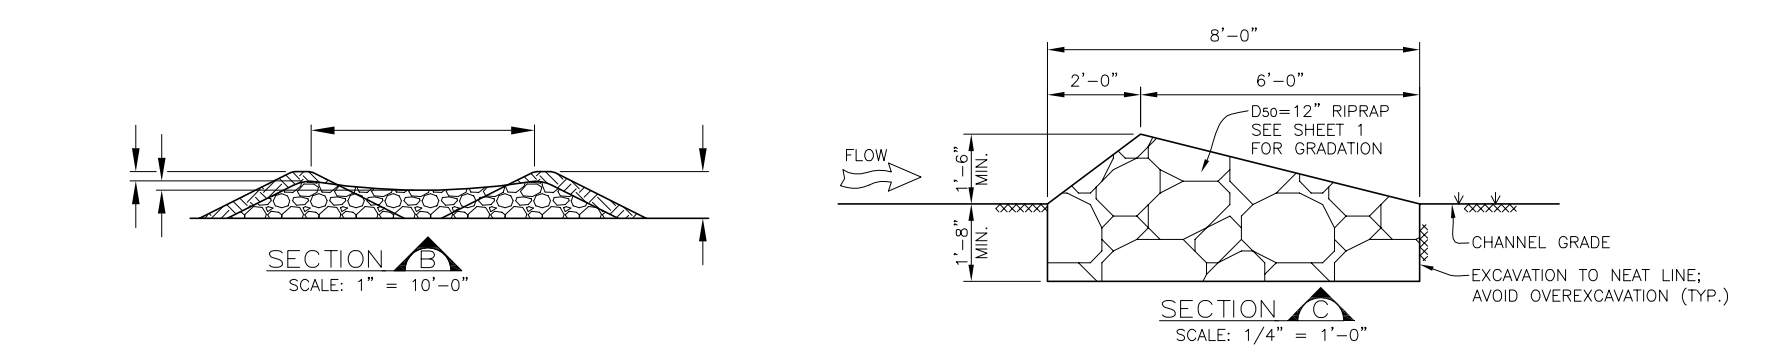 SECTION B
SCALE: 1" = 10'-0"
8'-0"
2'-0"
6'-0"
D50=12" RIPRAP
SEE SHEET 1
FOR GRADATION
FLOW
1'-6"
MIN.
1'-8"
MIN.
CHANNEL GRADE
EXCAVATION TO NEAT LINE;
AVOID OVEREXCAVATION (TYP.)
SECTION C
SCALE: 1/4" = 1'-0"